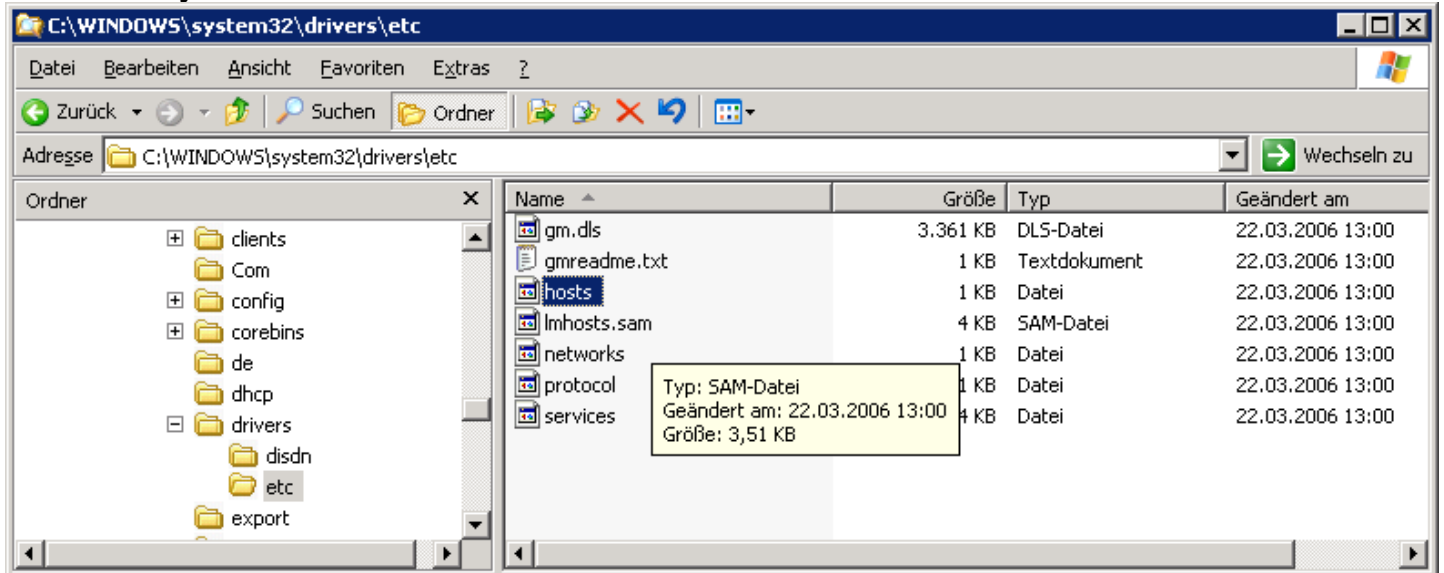 C:\WINDOWS\system32\drivers\etc
Datei Bearbeiten Ansicht Favoriten Extras ?
Zurück Suchen Ordner
Adresse C:\WINDOWS\system32\drivers\etc Wechseln zu
Ordner
clients
Com
config
corebins
de
dhcp
drivers
disdn
etc
export
Name Größe Typ Geändert am
gm.dls 3.361 KB DLS-Datei 22.03.2006 13:00
gmreadme.txt 1 KB Textdokument 22.03.2006 13:00
hosts 1 KB Datei 22.03.2006 13:00
lmhosts.sam 4 KB SAM-Datei 22.03.2006 13:00
networks 1 KB Datei 22.03.2006 13:00
protocol 1 KB Datei 22.03.2006 13:00
services 4 KB Datei 22.03.2006 13:00
Typ: SAM-Datei
Geändert am: 22.03.2006 13:00
Größe: 3,51 KB